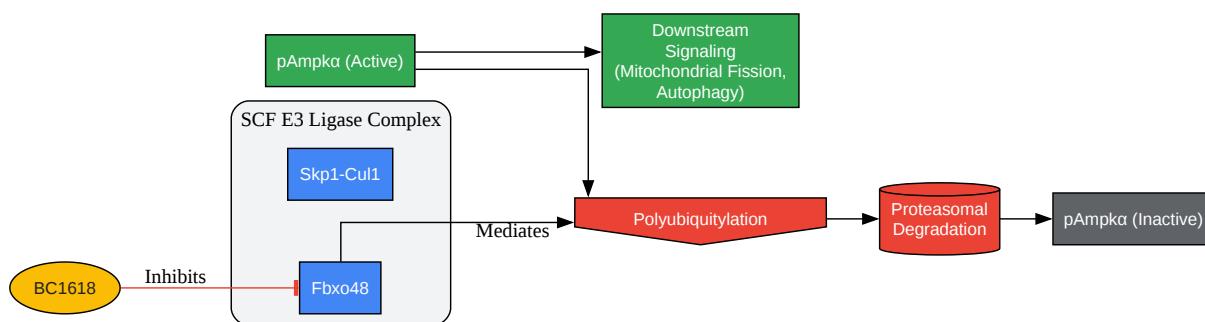 Downstream
Signaling
(Mitochondrial Fission,
Autophagy)
pAmpkα (Active)
SCF E3 Ligase Complex
Skp1-Cul1
Polyubiquitylation
Proteasomal
Degradation
pAmpkα (Inactive)
Mediates
BC1618
Inhibits
Fbxo48